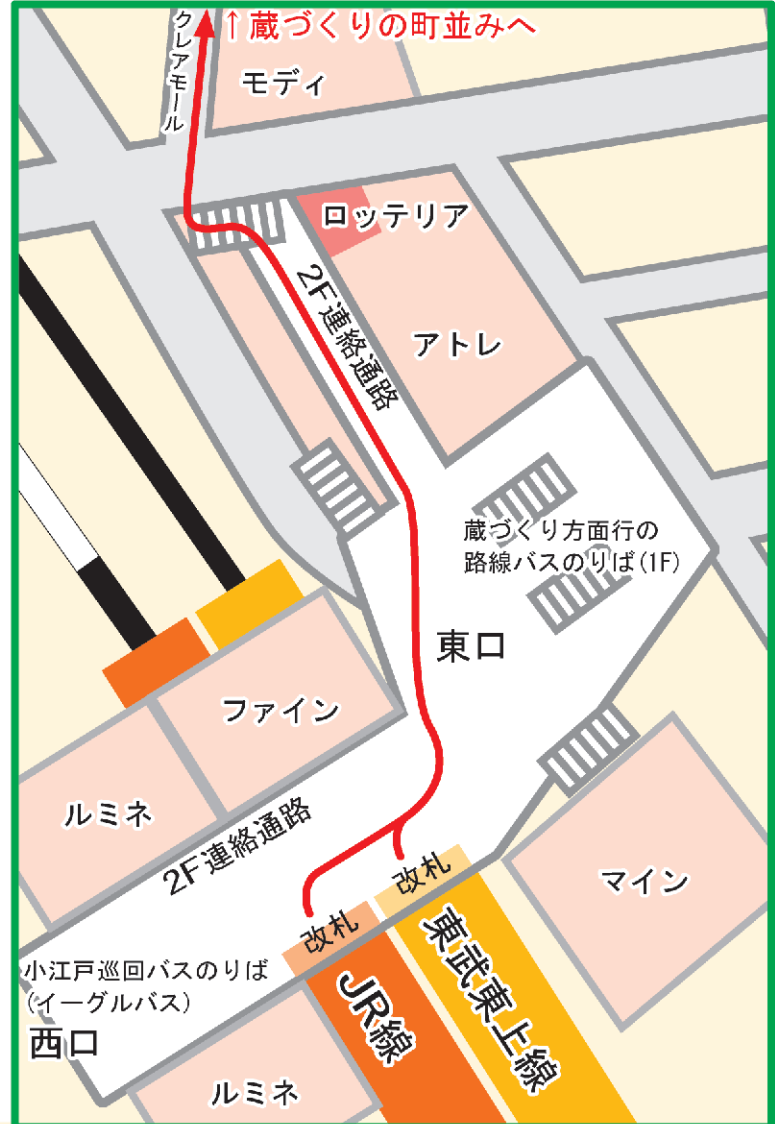 ↑蔵づくりの町並みへ
クレアモール
モディ
ロッテリア
2F連絡通路
アトレ
蔵づくり方面行の
路線バスのりば(1F)
東口
ファイン
ルミネ
2F連絡通路
改札
改札
マイン
小江戸巡回バスのりば
(イーグルバス)
西口
JR線
東武東上線
ルミネ